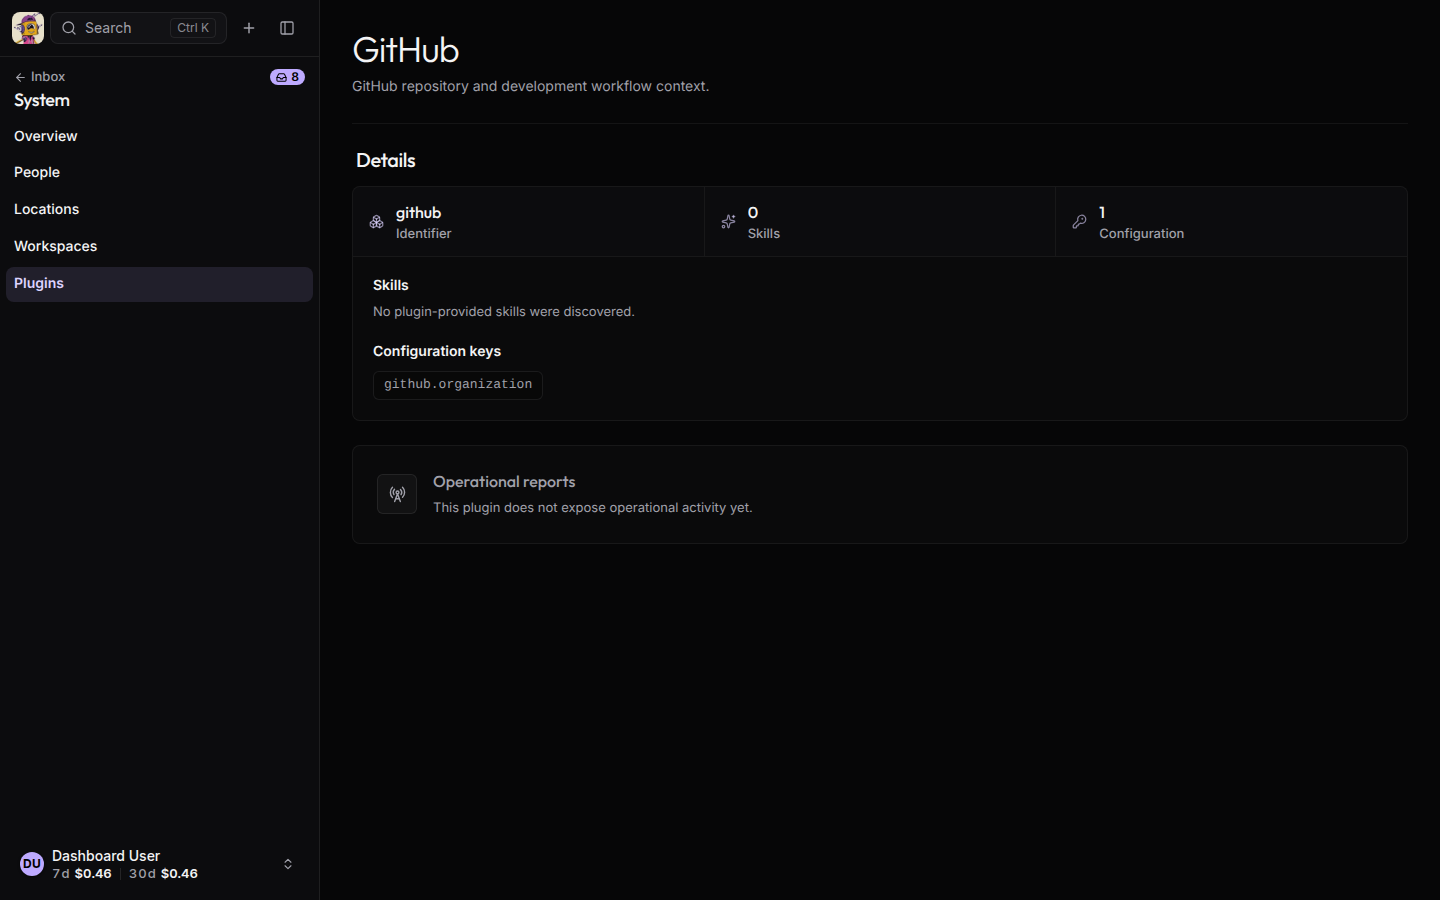 Search
Ctrl K
Inbox
8
System
Overview
People
Locations
Workspaces
Plugins
DU
Dashboard User
7d $0.46 30d $0.46
GitHub
GitHub repository and development workflow context.
Details
github
Identifier
0
Skills
1
Configuration
Skills
No plugin-provided skills were discovered.
Configuration keys
github.organization
Operational reports
This plugin does not expose operational activity yet.